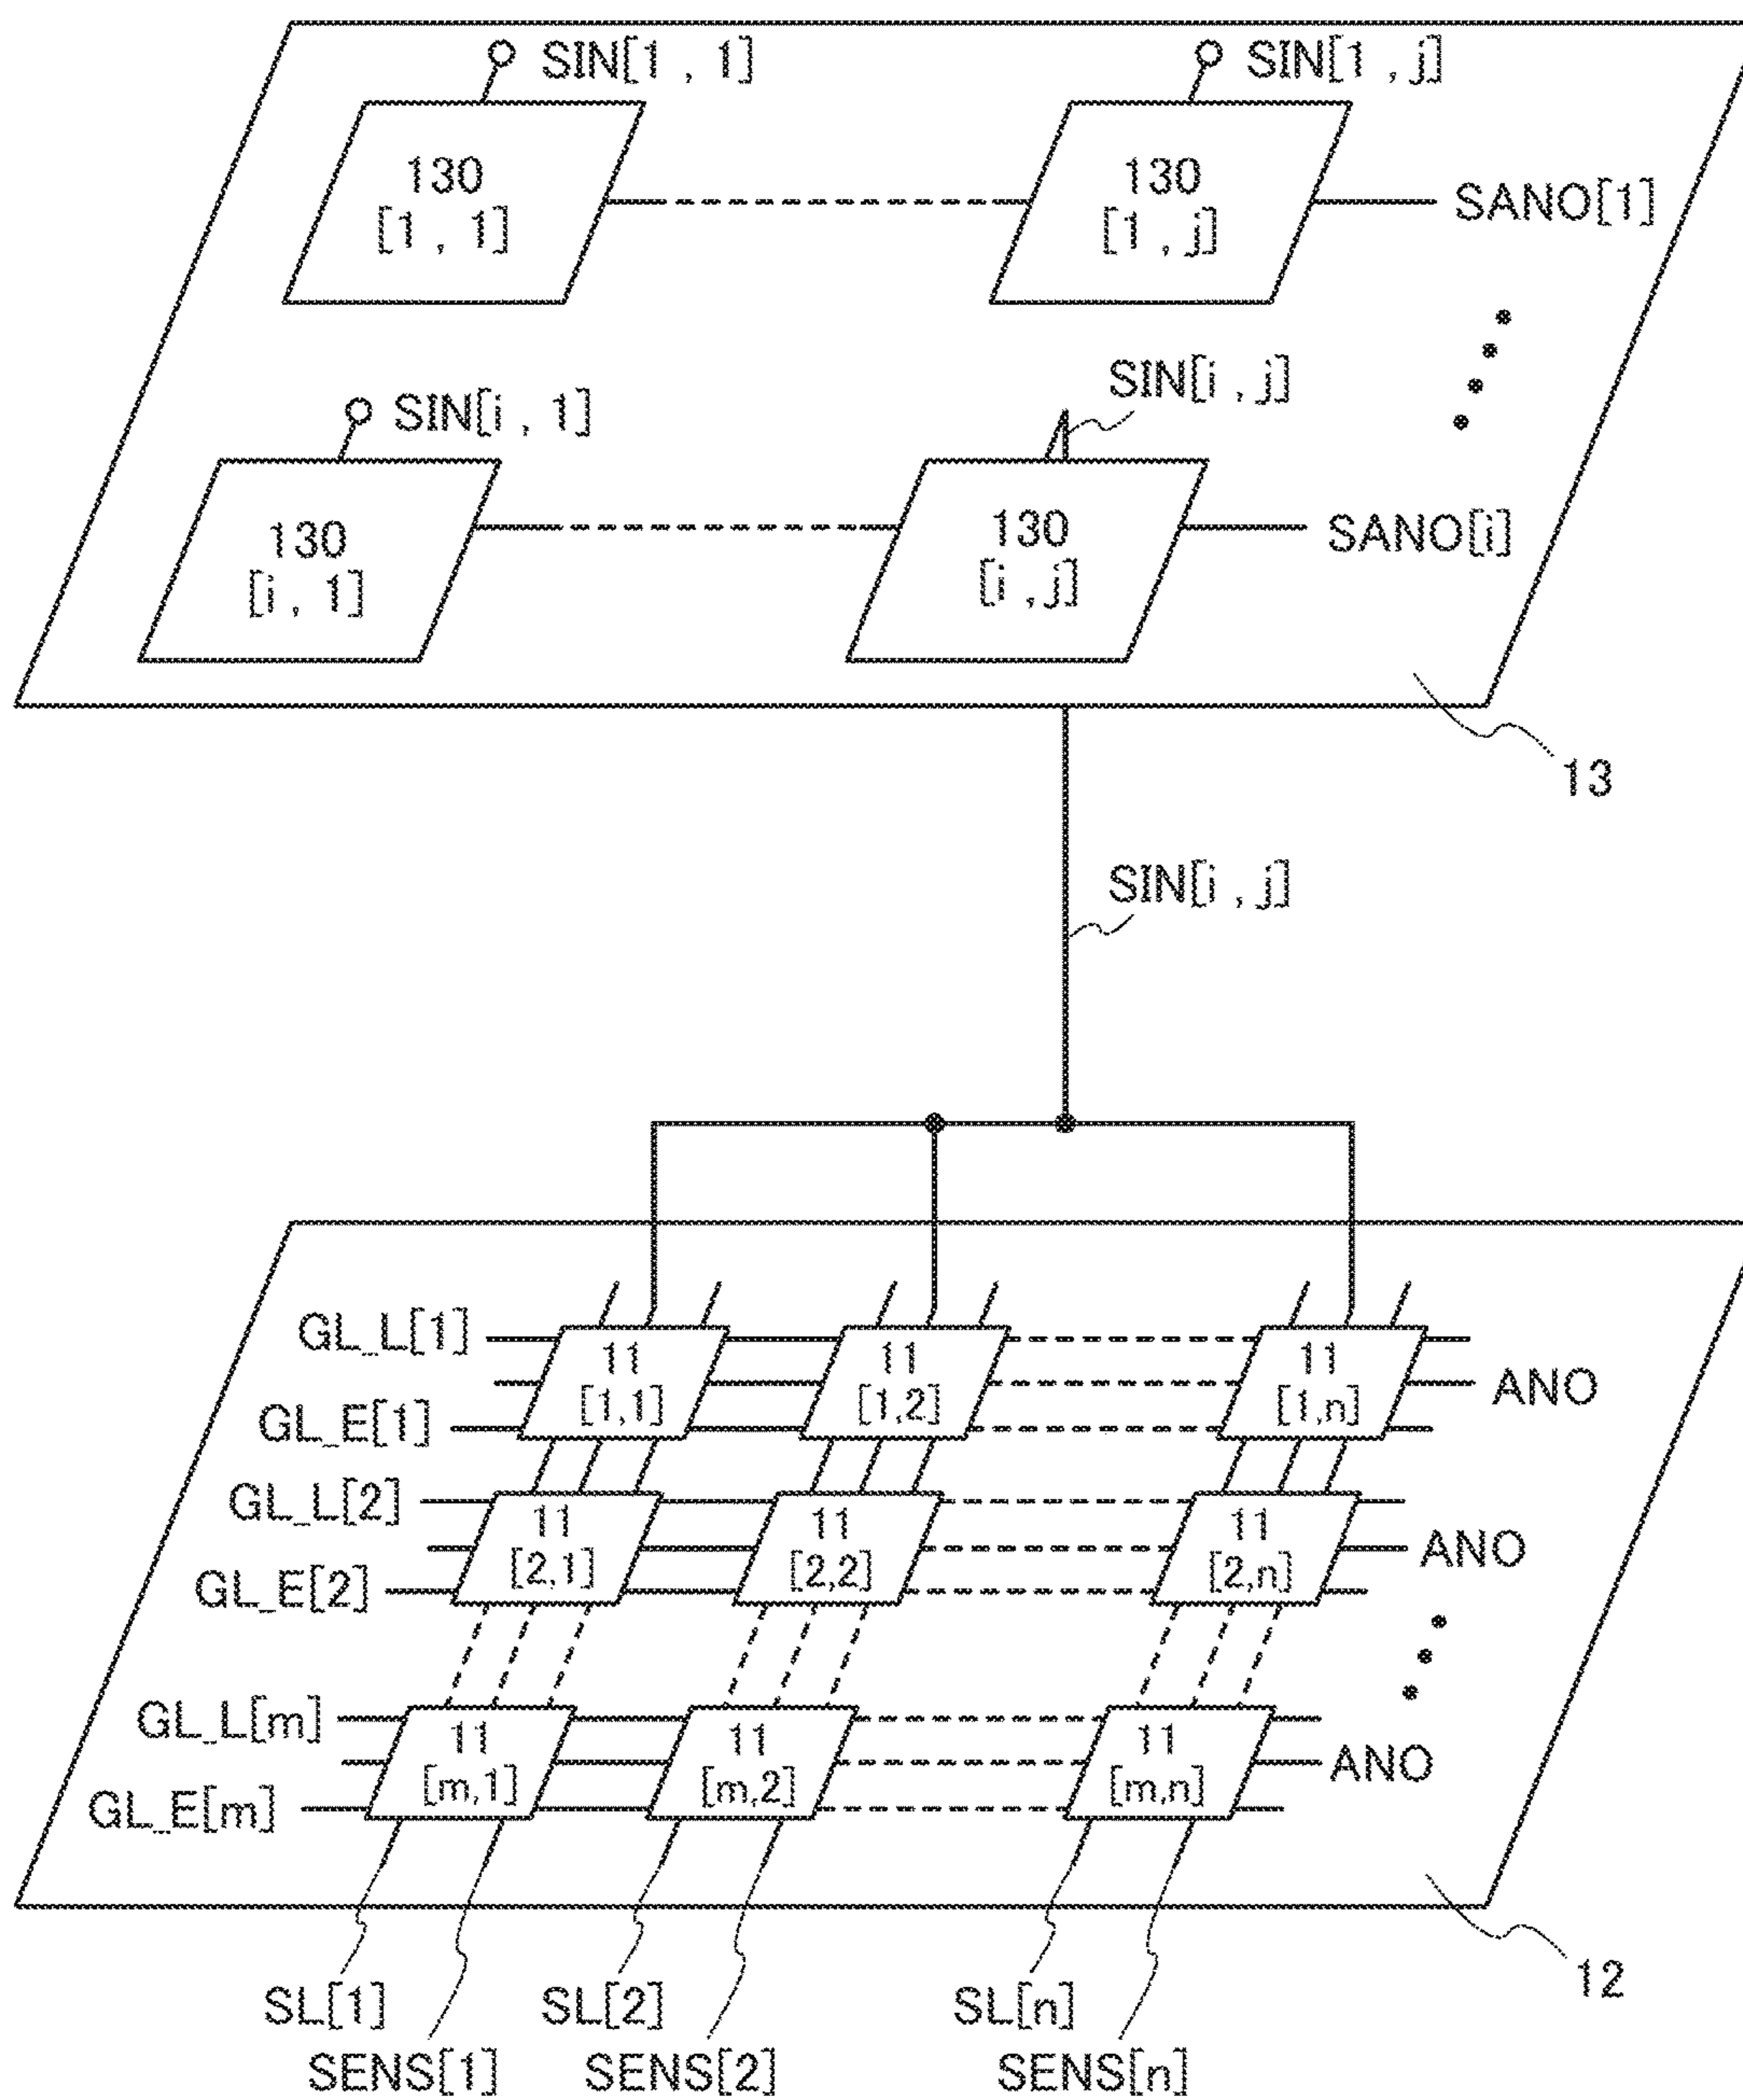 SIN[1 , 1]
SIN[1 , j]
130
[1 , 1]
130
[1 , j]
SANO[1]
SIN[i , j]
SIN[i , 1]
130
[i , 1]
130
[i , j]
SANO[i]
13
SIN[i , j]
GL_L[1]
11
[1,1]
11
[1,2]
11
[1,n]
ANO
GL_E[1]
GL_L[2]
11
[2,1]
11
[2,2]
11
[2,n]
ANO
GL_E[2]
GL_L[m]
11
[m,1]
11
[m,2]
11
[m,n]
ANO
GL_E[m]
12
SL[1]
SL[2]
SL[n]
SENS[1]
SENS[2]
SENS[n]